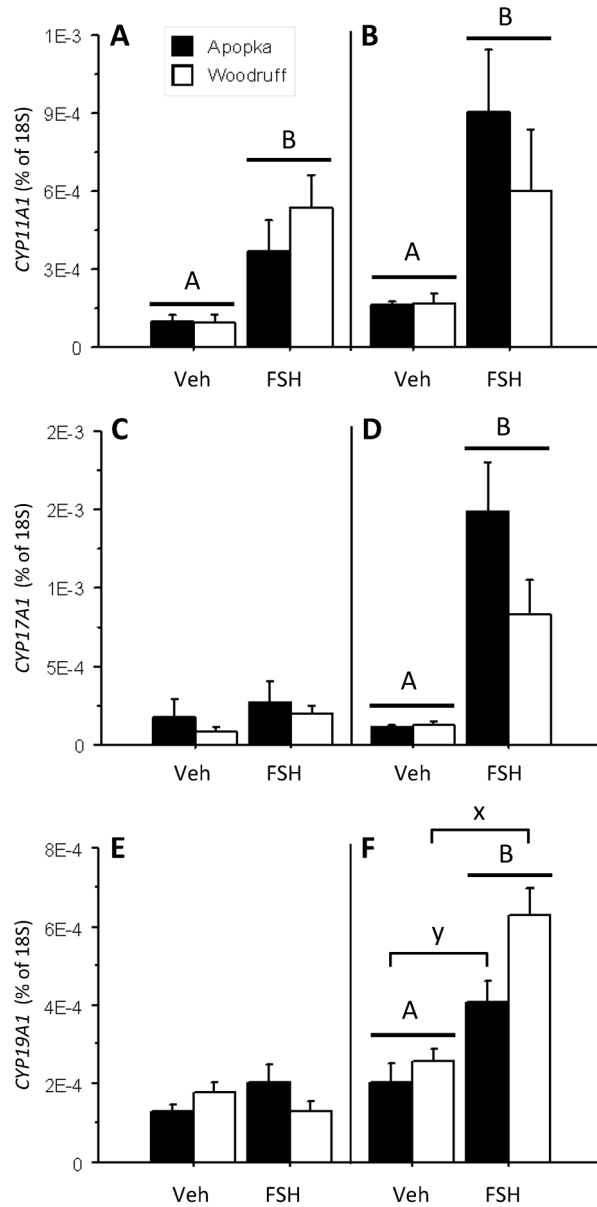 A
B
Apopka
Woodruff
1E-3
9E-4
6E-4
3E-4
0
CYP11A1 (% of 18S)
A
B
A
B
Veh
FSH
Veh
FSH
C
D
2E-3
2E-3
1E-3
5E-4
0
CYP17A1 (% of 18S)
A
B
Veh
FSH
Veh
FSH
E
F
8E-4
6E-4
4E-4
2E-4
0
CYP19A1 (% of 18S)
x
B
y
A
Veh
FSH
Veh
FSH